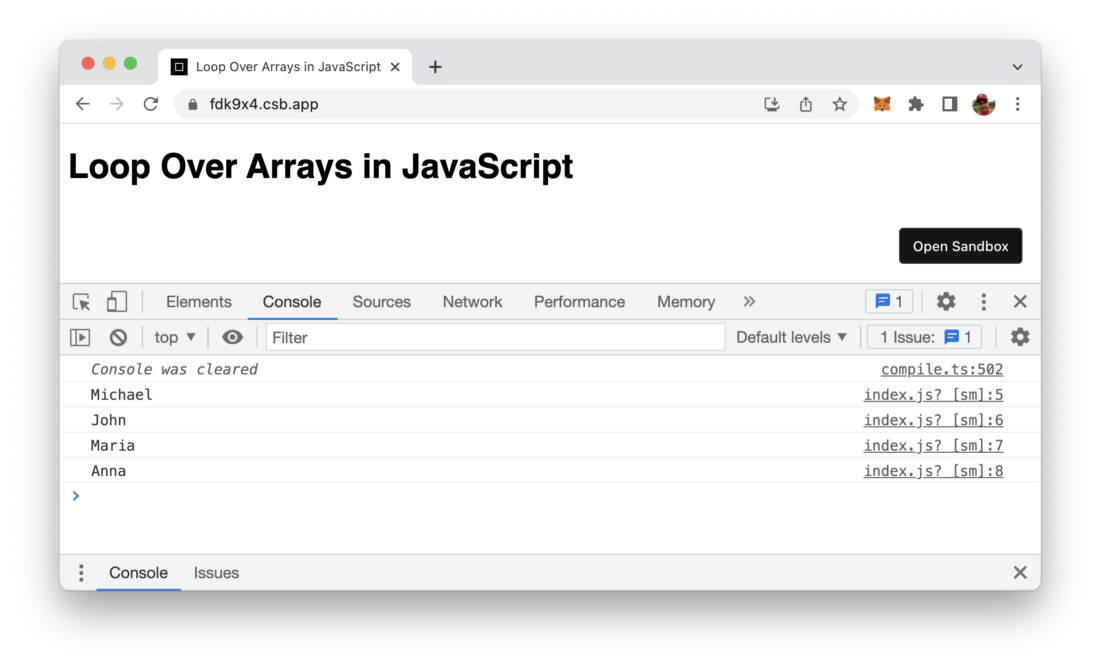 Loop Over Arrays in JavaScript
fdk9x4.csb.app
Loop Over Arrays in JavaScript
Open Sandbox
Elements Console Sources Network Performance Memory 1
top Filter Default levels 1 Issue: 1
Console was cleared compile.ts:502
Michael index.js? [sm]:5
John index.js? [sm]:6
Maria index.js? [sm]:7
Anna index.js? [sm]:8
Console Issues